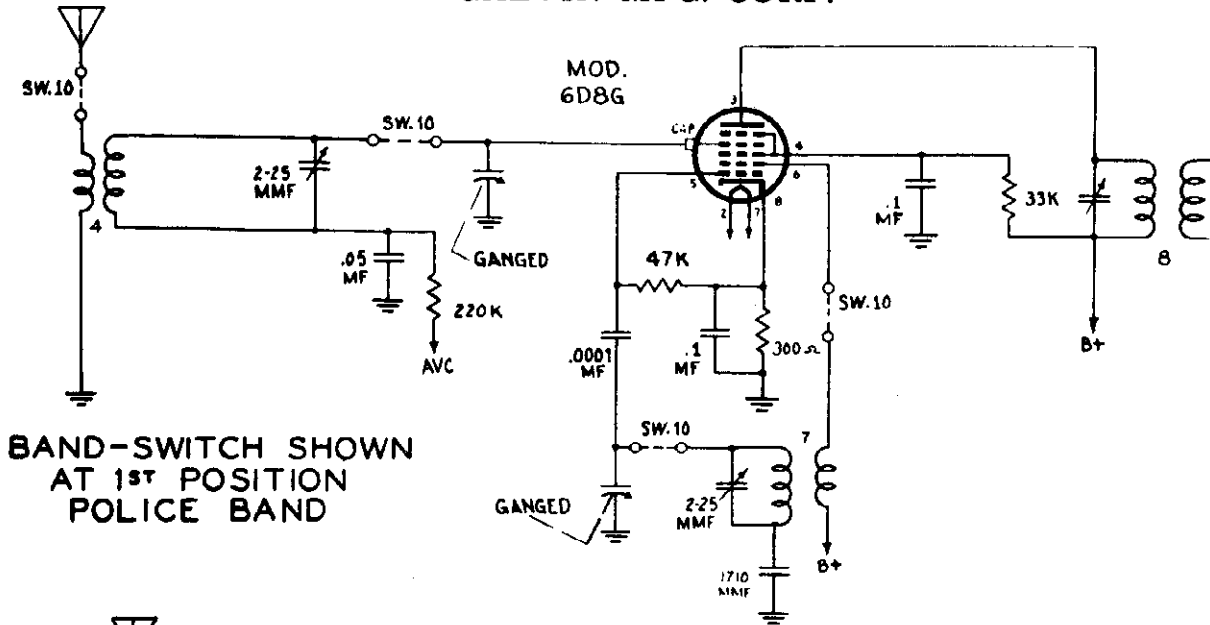 SW.10
MOD.
6D8G
SW.10
CAP
3
4
5
6
8
2
7
2-25
MMF
4
.05
MF
GANGED
220K
AVC
47K
.0001
MF
.1
MF
300Ω
SW.10
.1
MF
33K
8
B+
BAND-SWITCH SHOWN
AT 1ST POSITION
POLICE BAND
SW.10
7
GANGED
2-25
MMF
1710
MMF
B+